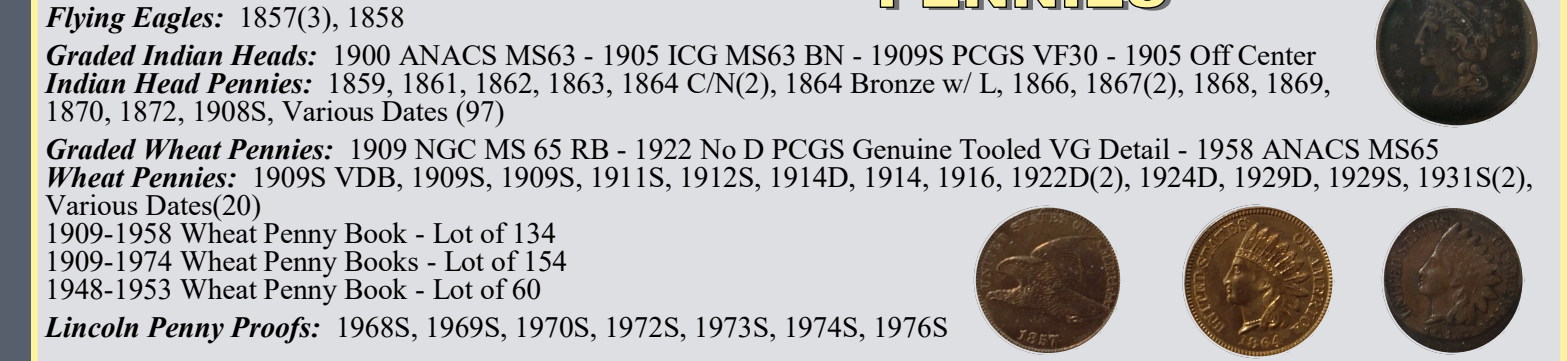 PENNIES
Flying Eagles: 1857(3), 1858
Graded Indian Heads: 1900 ANACS MS63 - 1905 ICG MS63 BN - 1909S PCGS VF30 - 1905 Off Center
Indian Head Pennies: 1859, 1861, 1862, 1863, 1864 C/N(2), 1864 Bronze w/ L, 1866, 1867(2), 1868, 1869,
1870, 1872, 1908S, Various Dates (97)
Graded Wheat Pennies: 1909 NGC MS 65 RB - 1922 No D PCGS Genuine Tooled VG Detail - 1958 ANACS MS65
Wheat Pennies: 1909S VDB, 1909S, 1909S, 1911S, 1912S, 1914D, 1914, 1916, 1922D(2), 1924D, 1929D, 1929S, 1931S(2),
Various Dates(20)
1909-1958 Wheat Penny Book - Lot of 134
1909-1974 Wheat Penny Books - Lot of 154
1948-1953 Wheat Penny Book - Lot of 60
Lincoln Penny Proofs: 1968S, 1969S, 1970S, 1972S, 1973S, 1974S, 1976S
1857
1864